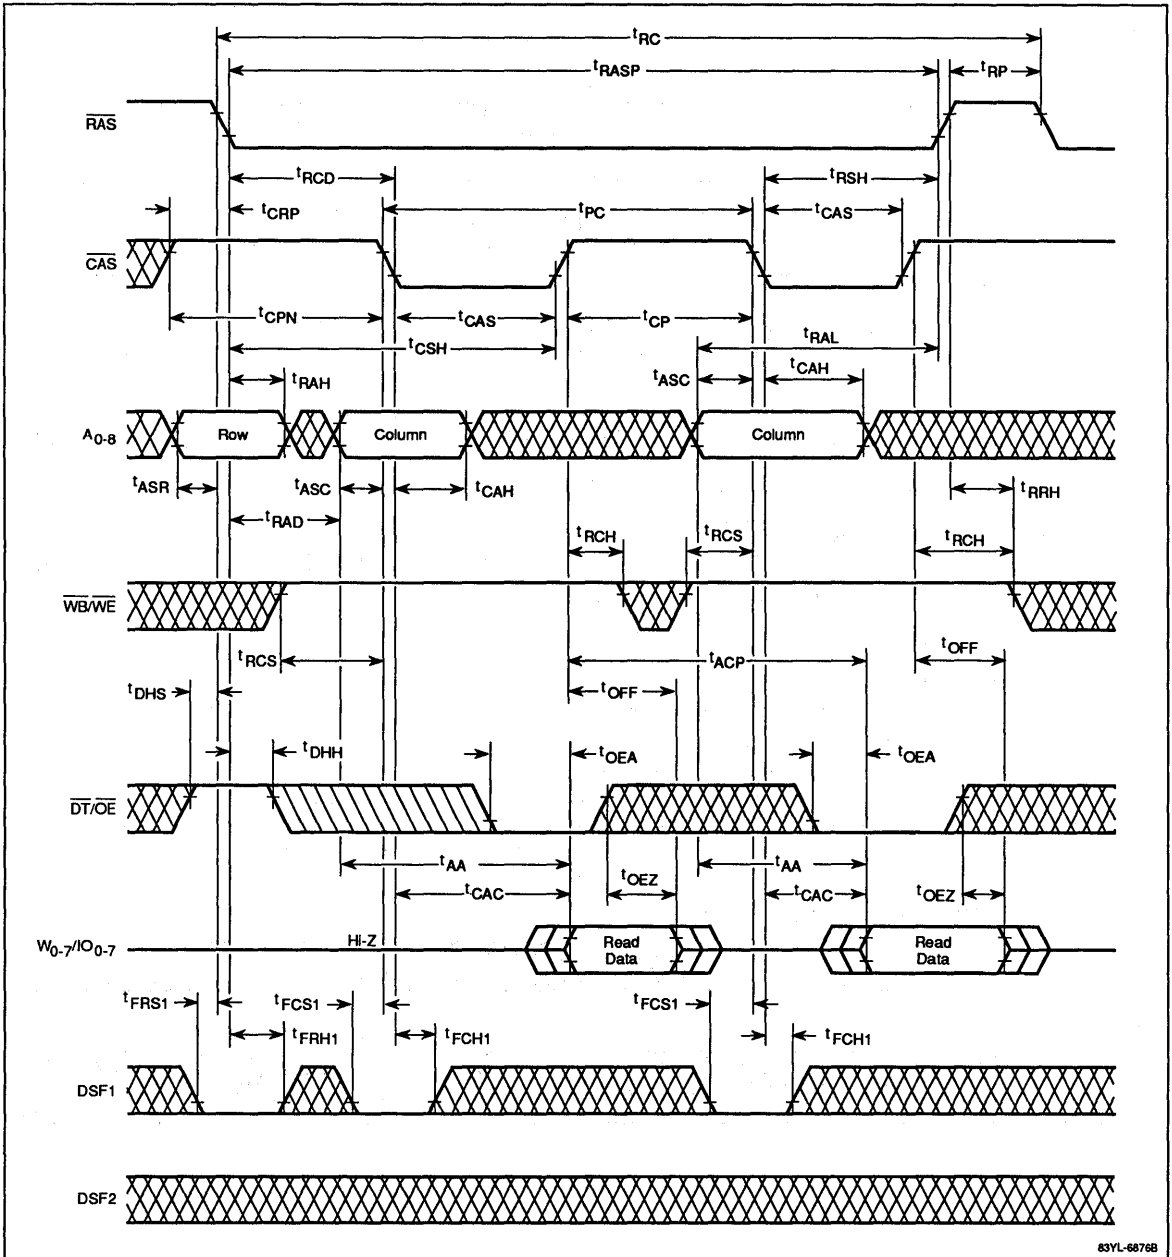 tRC
tRASP
tRP
RAS
tRCD
tRSH
tCRP
tPC
tCAS
CAS
tCPN
tCAS
tCP
tCSH
tRAL
tRAH
tASC
tCAH
A0-8
Row
Column
Column
tASR
tASC
tCAH
tRRH
tRAD
tRCH
tRCS
tRCH
WB/WE
tRCS
tACP
tOFF
tDHS
tOFF
tDHH
tOEA
tOEA
DT/OE
tAA
tAA
tCAC
tOEZ
tCAC
tOEZ
W0-7/IO0-7
Hi-Z
Read
Data
Read
Data
tFRS1
tFCS1
tFCS1
tFRH1
tFCH1
tFCH1
DSF1
DSF2
83YL-6876B